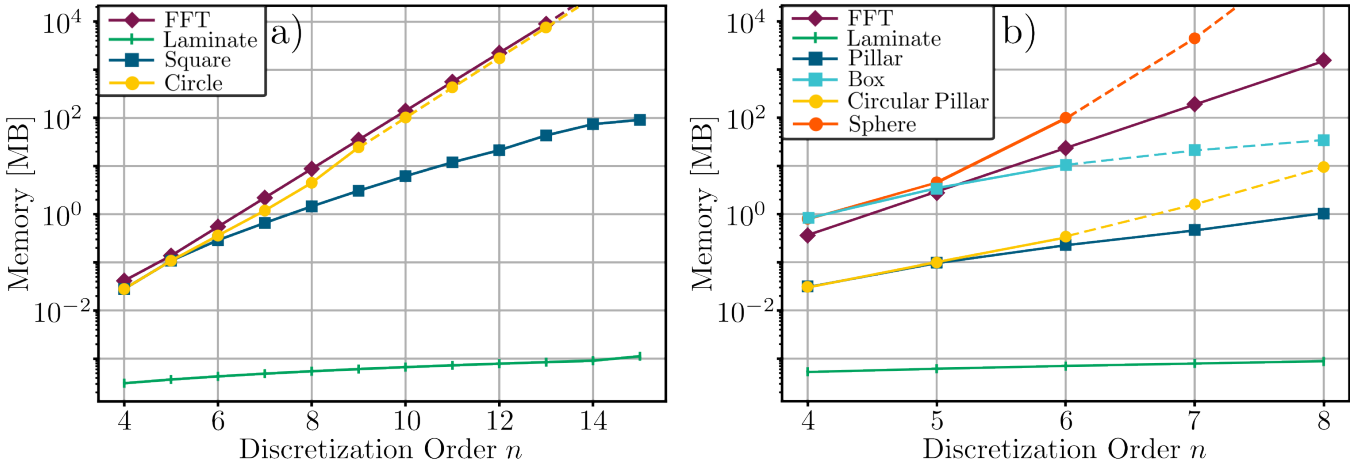 a)
FFT
Laminate
Square
Circle
10^4
10^2
10^0
10^−2
Memory [MB]
4 6 8 10 12 14
Discretization Order n
b)
FFT
Laminate
Pillar
Box
Circular Pillar
Sphere
10^4
10^2
10^0
10^−2
Memory [MB]
4 5 6 7 8
Discretization Order n